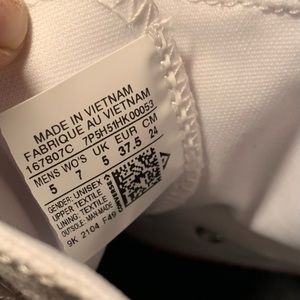 MADE IN VIETNAM
FABRIQUE AU VIETNAM
167807C 7P5H51HK00053
MENS WO'S UK EUR CM
5 7 5 37.5 24
GENDER: UNISEX
UPPER: TEXTILE
LINING: TEXTILE
OUTSOLE: MAN-MADE
9K 2104 F49